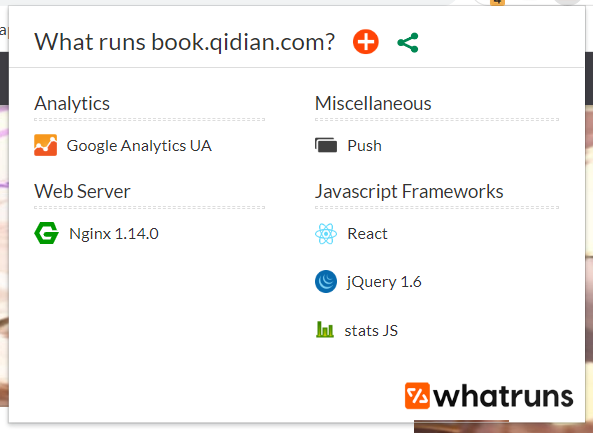 What runs book.qidian.com?
Analytics
Google Analytics UA
Web Server
Nginx 1.14.0
Miscellaneous
Push
Javascript Frameworks
React
jQuery 1.6
stats JS
whatruns